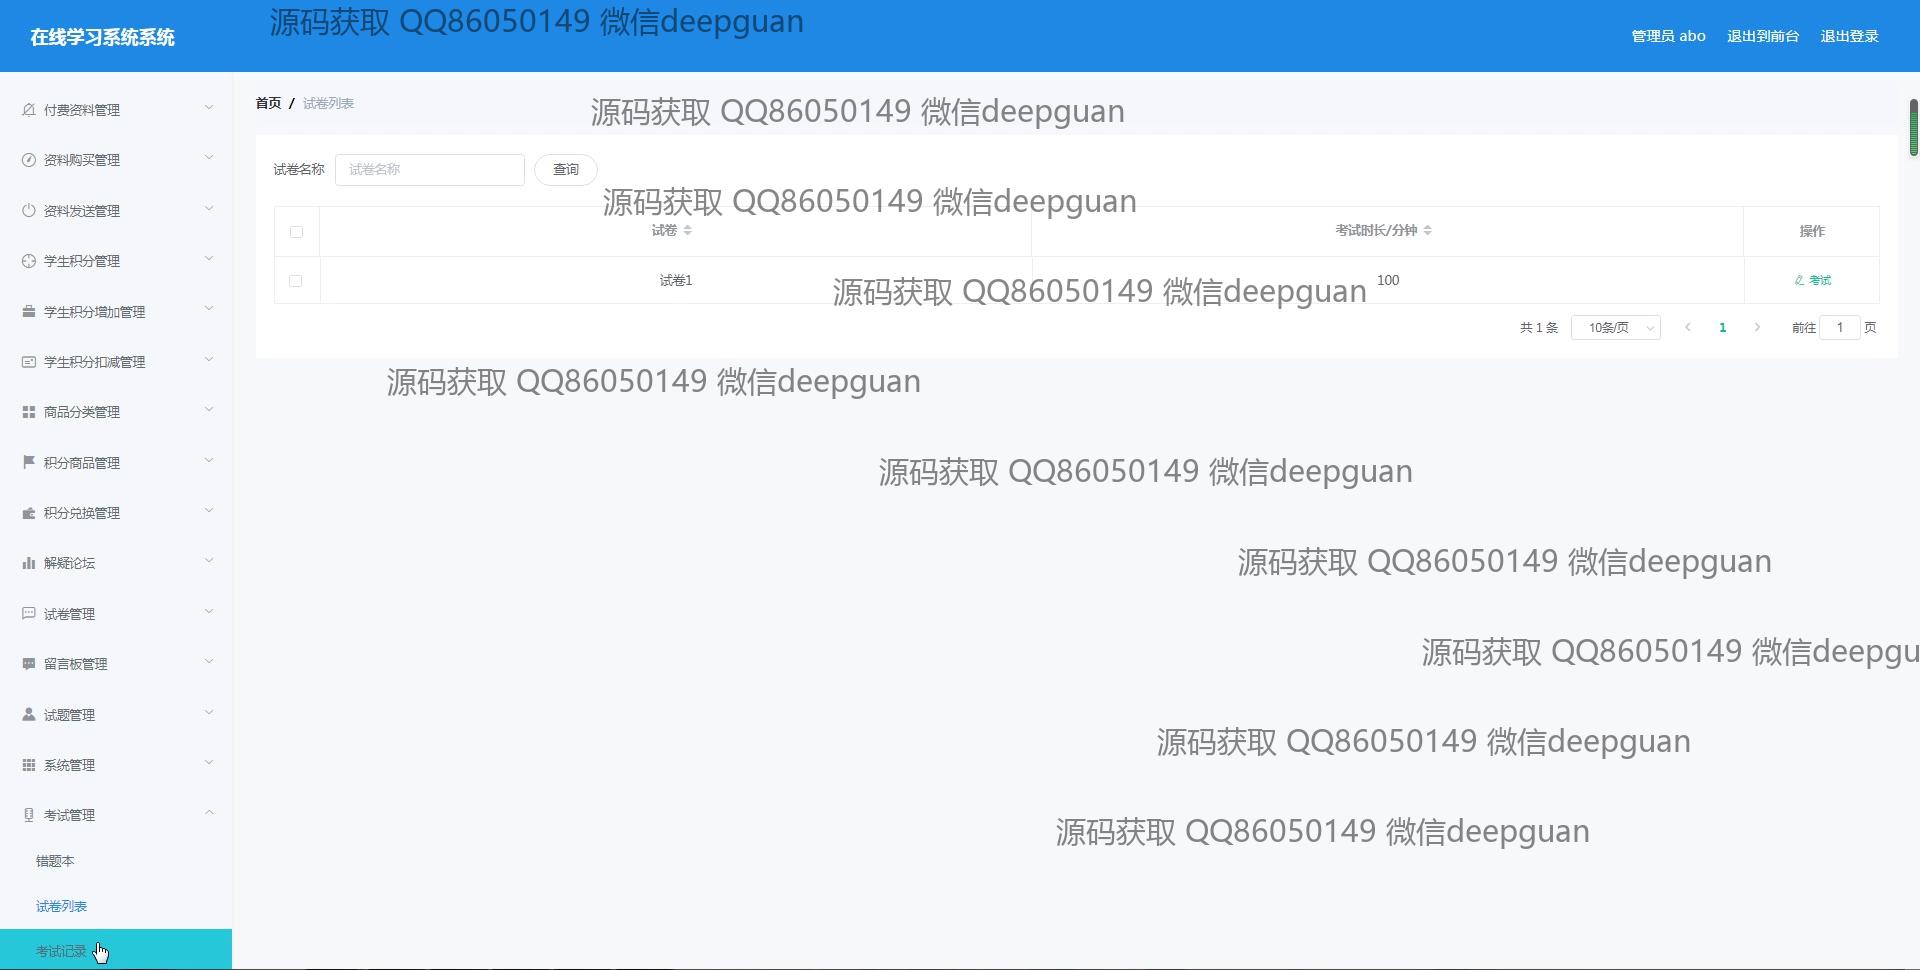 在线学习系统系统
源码获取 QQ86050149 微信deepguan
管理员 abo 退出到前台 退出登录
付费资料管理
资料购买管理
资料发送管理
学生积分管理
学生积分增加管理
学生积分扣减管理
商品分类管理
积分商品管理
积分兑换管理
解疑论坛
试卷管理
留言板管理
试题管理
系统管理
考试管理
错题本
试卷列表
考试记录
首页 / 试卷列表
源码获取 QQ86050149 微信deepguan
试卷名称 试卷名称 查询
源码获取 QQ86050149 微信deepguan
试卷 考试时长/分钟 操作
试卷1 100 考试
源码获取 QQ86050149 微信deepguan
共 1 条 10条/页 1 前往 1 页
源码获取 QQ86050149 微信deepguan
源码获取 QQ86050149 微信deepguan
源码获取 QQ86050149 微信deepguan
源码获取 QQ86050149 微信deepgu
源码获取 QQ86050149 微信deepguan
源码获取 QQ86050149 微信deepguan